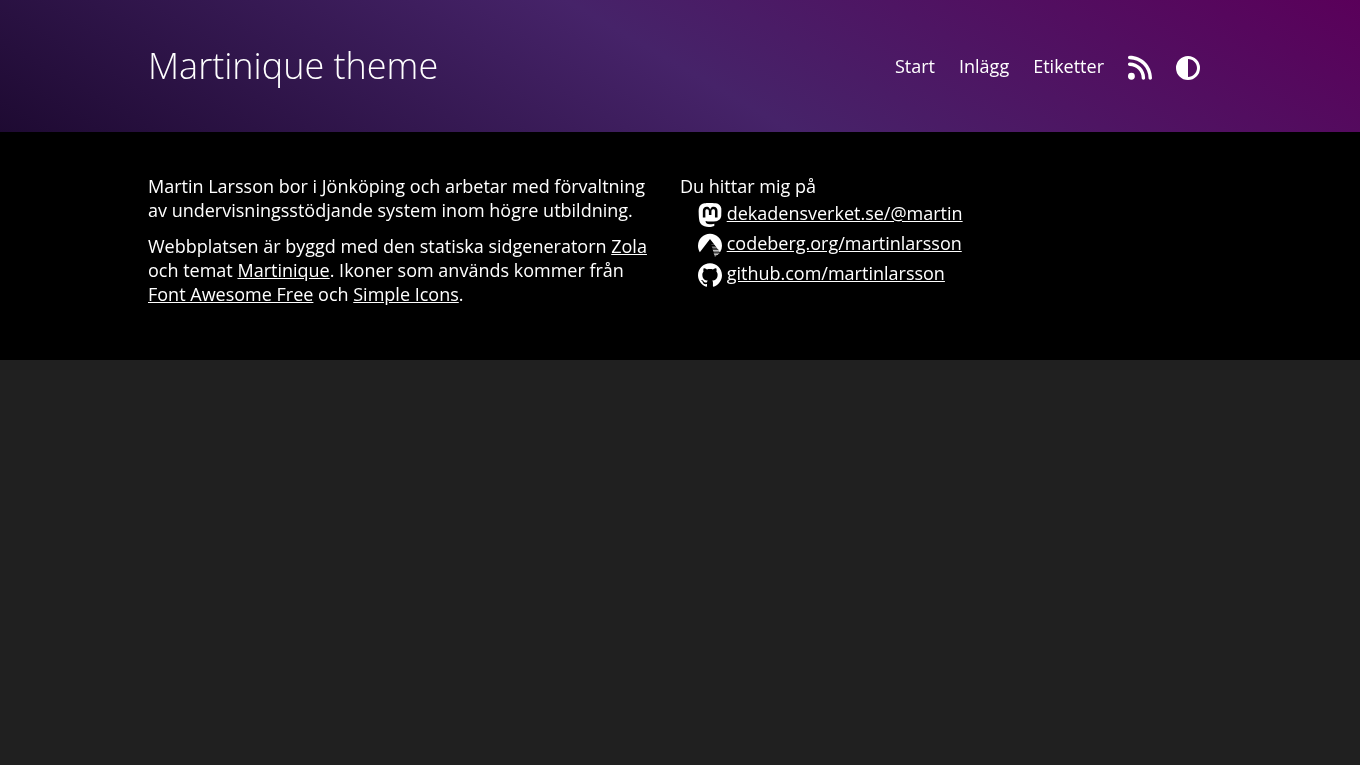 Martinique theme
Start Inlägg Etiketter
Martin Larsson bor i Jönköping och arbetar med förvaltning
av undervisningsstödjande system inom högre utbildning.
Webbplatsen är byggd med den statiska sidgeneratorn Zola
och temat Martinique. Ikoner som används kommer från
Font Awesome Free och Simple Icons.
Du hittar mig på
dekadensverket.se/@martin
codeberg.org/martinlarsson
github.com/martinlarsson